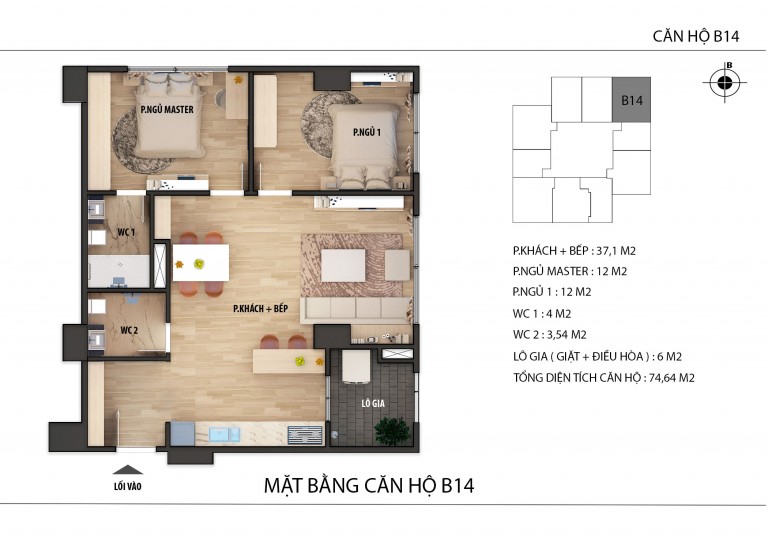 CĂN HỘ B14
B
B14
P.NGỦ MASTER
P.NGỦ 1
WC 1
P.KHÁCH + BẾP
WC 2
LÔ GIA
LỐI VÀO
P.KHÁCH + BẾP : 37,1 M2
P.NGỦ MASTER : 12 M2
P.NGỦ 1 : 12 M2
WC 1 : 4 M2
WC 2 : 3,54 M2
LÔ GIA ( GIẶT + ĐIỀU HÒA ) : 6 M2
TỔNG DIỆN TÍCH CĂN HỘ : 74,64 M2
MẶT BẰNG CĂN HỘ B14